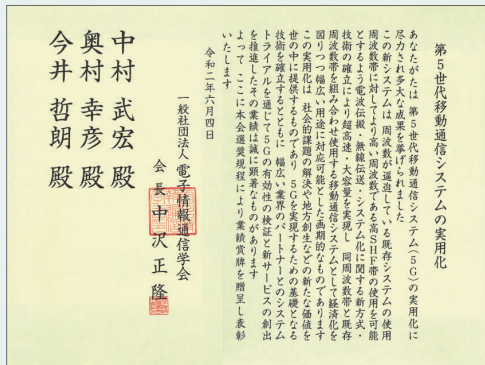 第5世代移動通信システムの実用化
あなたがたは 第5世代移動通信システム(5G)の実用化に
尽力され多大な成果を挙げられました
この新システムは 周波数が逼迫している既存システムの使用
周波数帯に対してより高い周波数である高SHF帯の使用を可能
とするよう電波伝搬・無線伝送・システム化に関する新方式・
技術の確立により超高速・大容量を実現し 同周波数帯と既存
周波数帯を組み合わせ使用する移動通信システムとして経済化を
図りつつ幅広い用途に対応可能とした画期的なものであります
この実用化は 社会的課題の解決や地方創生などの新たな価値を
世の中に提供するものであり 5Gを実現するための基礎となる
技術を確立するとともに 幅広い業界のパートナーとのシステム
トライアルを通じて5Gの有効性の検証と新サービスの創出
を推進したその業績は誠に顕著なものがあります
よって ここに本会選奨規程により業績賞牌を贈呈し表彰
いたします
令和二年六月四日
一般社団法人 電子情報通信学会
会長 中沢 正隆
中村 武宏 殿
奥村 幸彦 殿
今井 哲朗 殿